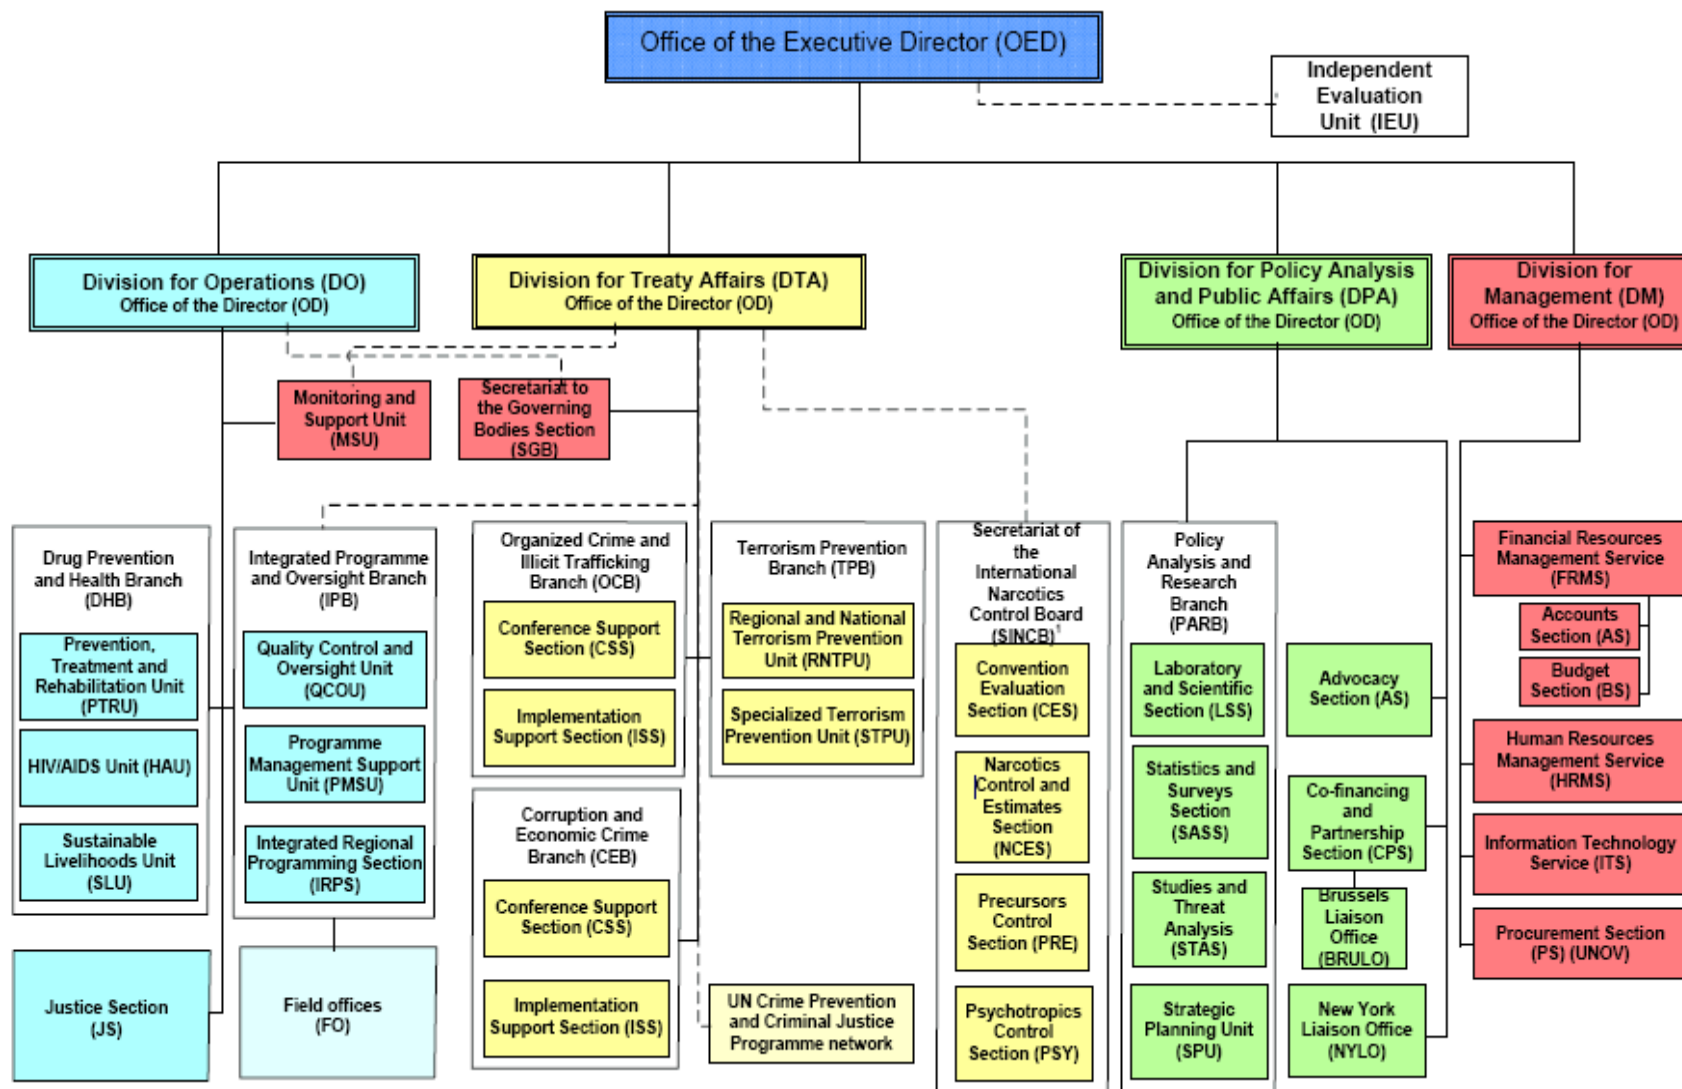 Office of the Executive Director (OED)
Independent
Evaluation
Unit (IEU)
Division for Operations (DO)
Office of the Director (OD)
Division for Treaty Affairs (DTA)
Office of the Director (OD)
Division for Policy Analysis
and Public Affairs (DPA)
Office of the Director (OD)
Division for
Management (DM)
Office of the Director (OD)
Monitoring and
Support Unit
(MSU)
Secretariat to
the Governing
Bodies Section
(SGB)
Drug Prevention
and Health Branch
(DHB)
Prevention,
Treatment and
Rehabilitation Unit
(PTRU)
HIV/AIDS Unit (HAU)
Sustainable
Livelihoods Unit
(SLU)
Justice Section
(JS)
Integrated Programme
and Oversight Branch
(IPB)
Quality Control and
Oversight Unit
(QCOU)
Programme
Management Support
Unit (PMSU)
Integrated Regional
Programming Section
(IRPS)
Field offices
(FO)
Organized Crime and
Illicit Trafficking
Branch (OCB)
Conference Support
Section (CSS)
Implementation
Support Section (ISS)
Corruption and
Economic Crime
Branch (CEB)
Conference Support
Section (CSS)
Implementation
Support Section (ISS)
Terrorism Prevention
Branch (TPB)
Regional and National
Terrorism Prevention
Unit (RNTPU)
Specialized Terrorism
Prevention Unit (STPU)
UN Crime Prevention
and Criminal Justice
Programme network
Secretariat of
the
International
Narcotics
Control Board
(SINCB)¹
Convention
Evaluation
Section (CES)
Narcotics
Control and
Estimates
Section
(NCES)
Precursors
Control
Section (PRE)
Psychotropics
Control
Section (PSY)
Policy
Analysis and
Research
Branch
(PARB)
Laboratory
and Scientific
Section (LSS)
Statistics and
Surveys
Section
(SASS)
Studies and
Threat
Analysis
(STAS)
Strategic
Planning Unit
(SPU)
Advocacy
Section (AS)
Co-financing
and
Partnership
Section (CPS)
Brussels
Liaison
Office
(BRULO)
New York
Liaison Office
(NYLO)
Financial Resources
Management Service
(FRMS)
Accounts
Section (AS)
Budget
Section (BS)
Human Resources
Management Service
(HRMS)
Information Technology
Service (ITS)
Procurement Section
(PS) (UNOV)